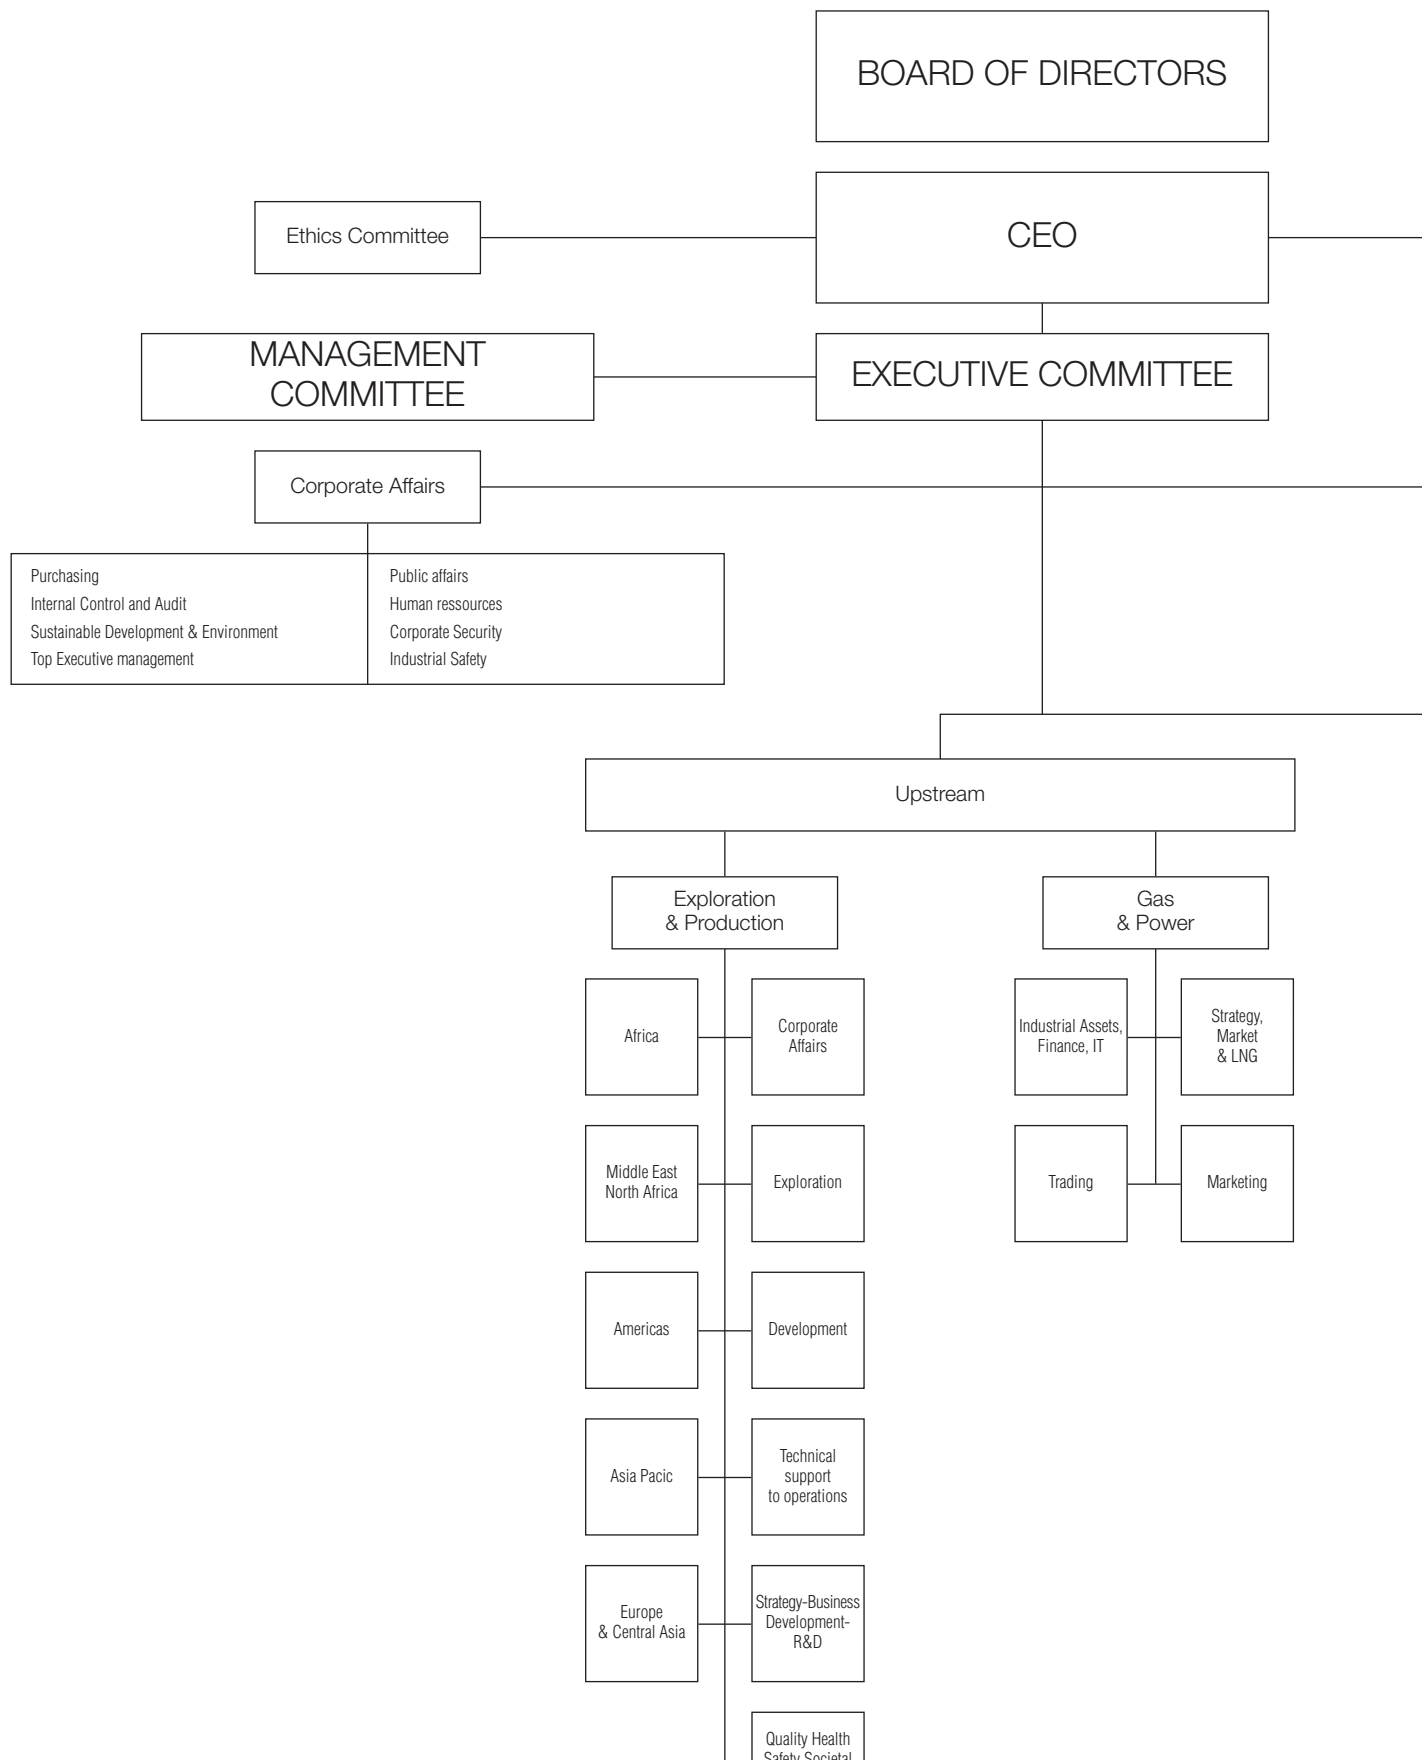 BOARD OF DIRECTORS
Ethics Committee
CEO
MANAGEMENT
COMMITTEE
EXECUTIVE COMMITTEE
Corporate Affairs
Purchasing
Internal Control and Audit
Sustainable Development & Environment
Top Executive management
Public affairs
Human ressources
Corporate Security
Industrial Safety
Upstream
Exploration
& Production
Gas
& Power
Africa
Corporate
Affairs
Industrial Assets,
Finance, IT
Strategy,
Market
& LNG
Middle East
North Africa
Exploration
Trading
Marketing
Americas
Development
Asia Pacic
Technical
support
to operations
Europe
& Central Asia
Strategy-Business
Development-
R&D
Quality Health
Safety Societal